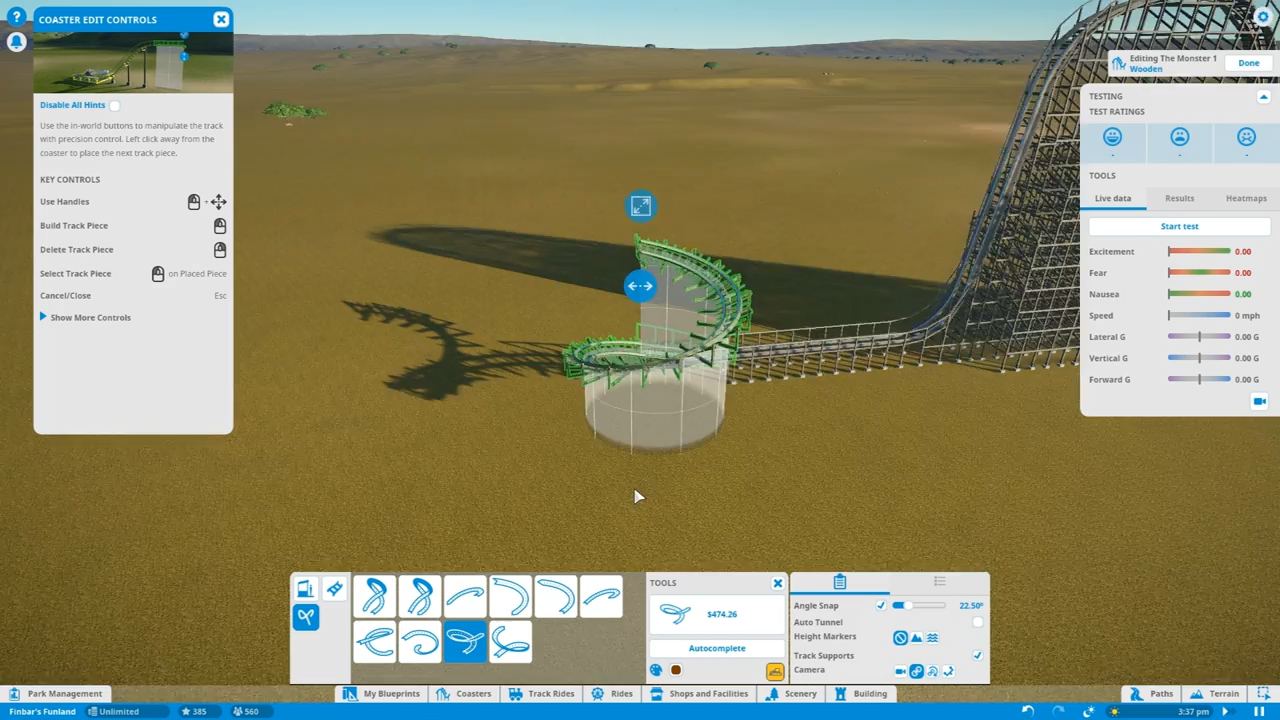 COASTER EDIT CONTROLS
Disable All Hints
Use the in-world buttons to manipulate the track
with precision control. Left click away from the
coaster to place the next track piece.
KEY CONTROLS
Use Handles
+
Build Track Piece
Delete Track Piece
Select Track Piece on Placed Piece
Cancel/Close Esc
Show More Controls
Editing The Monster 1
Wooden
Done
TESTING
TEST RATINGS
- - -
TOOLS
Live data Results Heatmaps
Start test
Excitement 0.00
Fear 0.00
Nausea 0.00
Speed 0 mph
Lateral G 0.00 G
Vertical G 0.00 G
Forward G 0.00 G
TOOLS
$474.26
Autocomplete
Angle Snap 22.50°
Auto Tunnel
Height Markers
Track Supports
Camera
Park Management My Blueprints Coasters Track Rides Rides Shops and Facilities Scenery Building Paths Terrain
Finbar's Funland Unlimited 385 560 3:37 pm